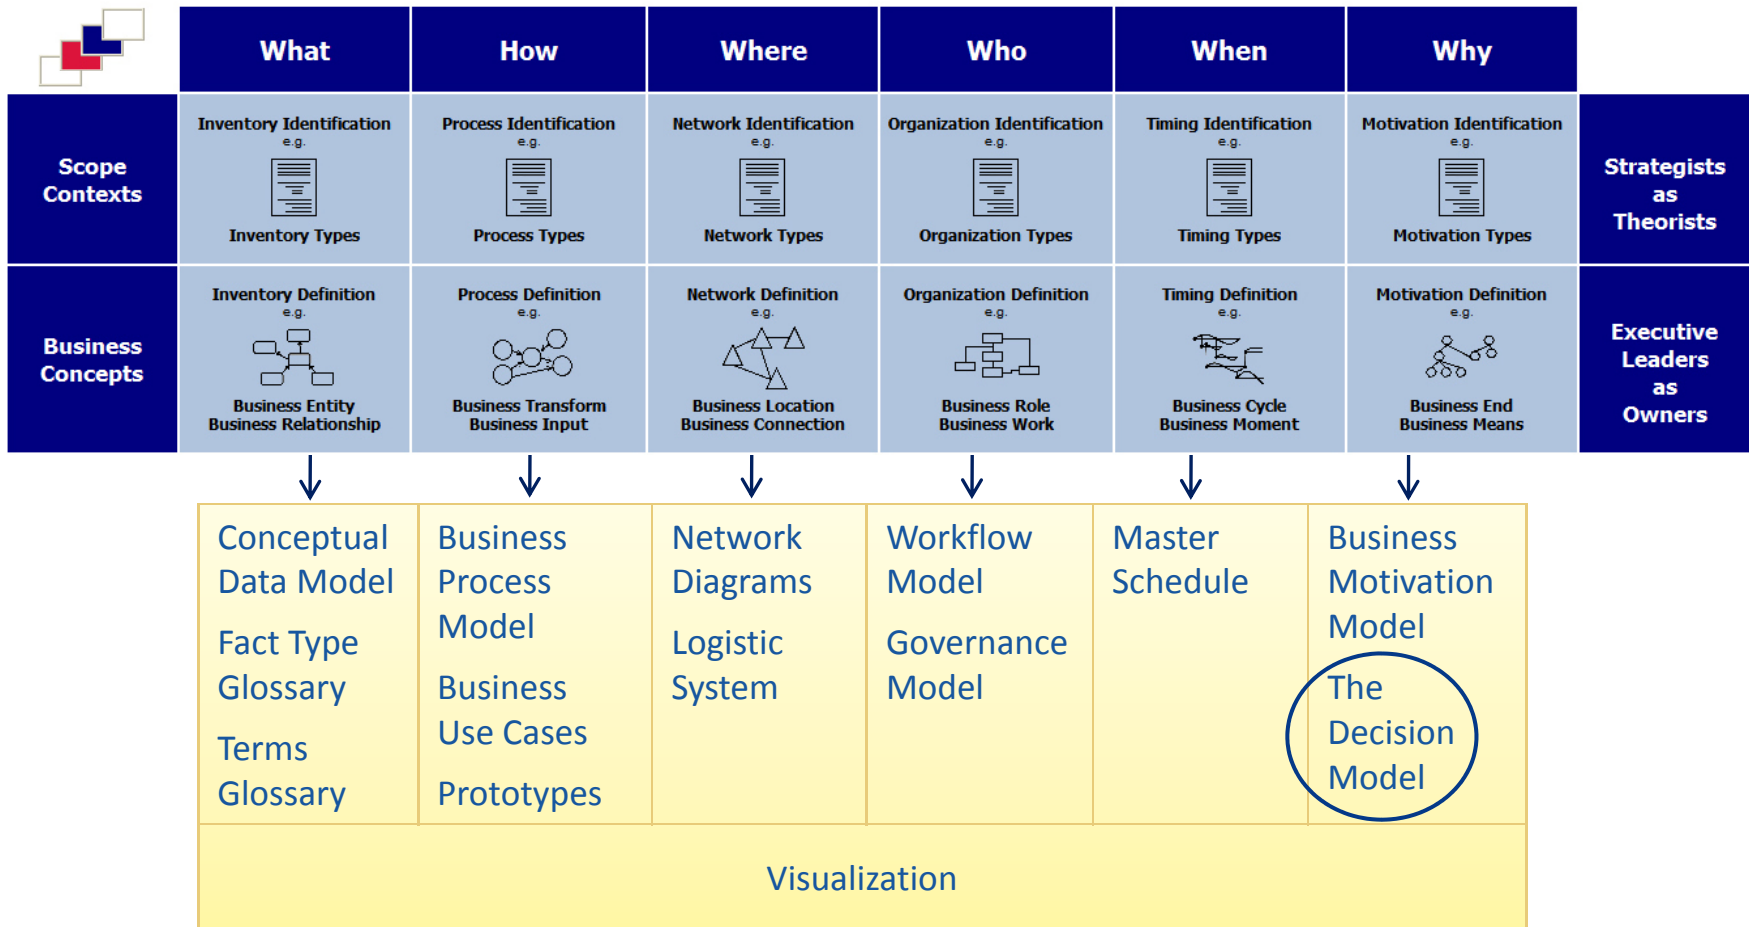 What
How
Where
Who
When
Why
Scope
Contexts
Inventory Identification
e.g.
Inventory Types
Process Identification
e.g.
Process Types
Network Identification
e.g.
Network Types
Organization Identification
e.g.
Organization Types
Timing Identification
e.g.
Timing Types
Motivation Identification
e.g.
Motivation Types
Strategists
as
Theorists
Business
Concepts
Inventory Definition
e.g.
Business Entity
Business Relationship
Process Definition
e.g.
Business Transform
Business Input
Network Definition
e.g.
Business Location
Business Connection
Organization Definition
e.g.
Business Role
Business Work
Timing Definition
e.g.
Business Cycle
Business Moment
Motivation Definition
e.g.
Business End
Business Means
Executive
Leaders
as
Owners
Conceptual
Data Model
Fact Type
Glossary
Terms
Glossary
Business
Process
Model
Business
Use Cases
Prototypes
Network
Diagrams
Logistic
System
Workflow
Model
Governance
Model
Master
Schedule
Business
Motivation
Model
The
Decision
Model
Visualization